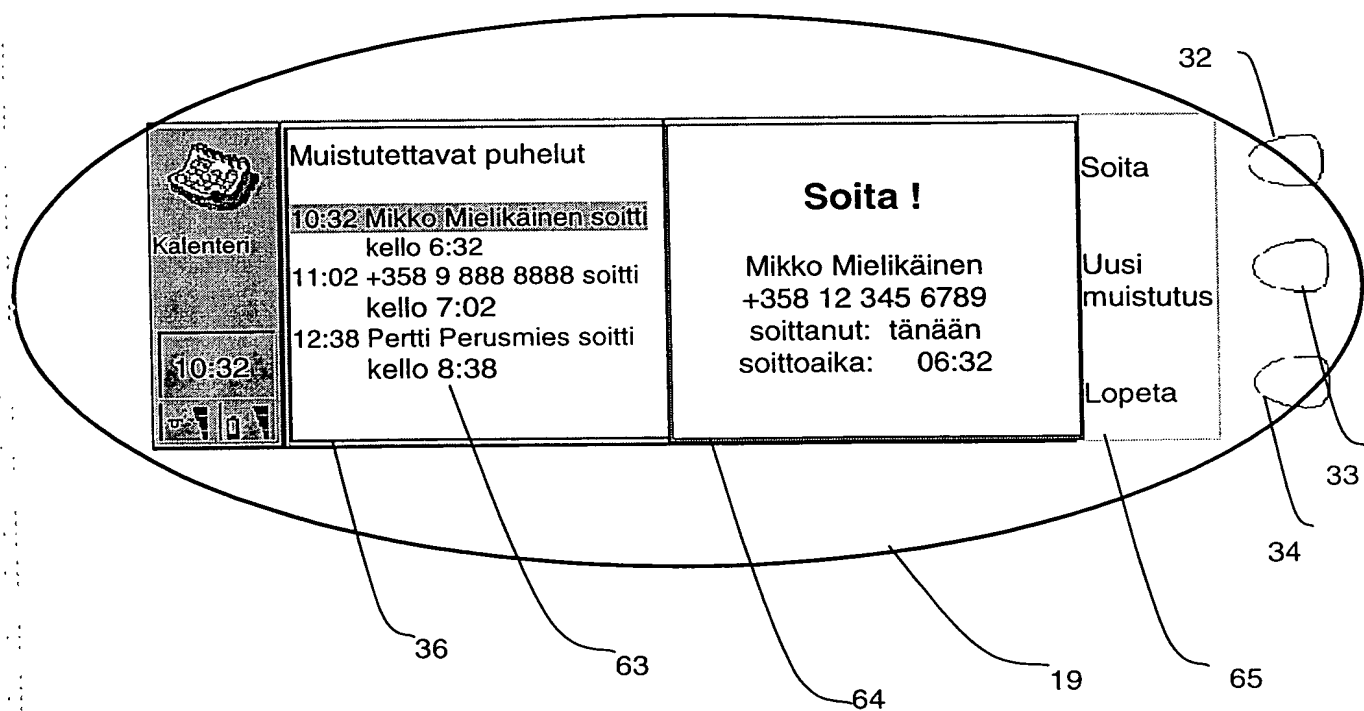 32
Kalenteri
10:32
Muistutettavat puhelut
10:32 Mikko Mielikäinen soitti
kello 6:32
11:02 +358 9 888 8888 soitti
kello 7:02
12:38 Pertti Perusmies soitti
kello 8:38
Soita !
Mikko Mielikäinen
+358 12 345 6789
soittanut: tänään
soittoaika: 06:32
Soita
Uusi
muistutus
Lopeta
33
34
36
63
64
19
65